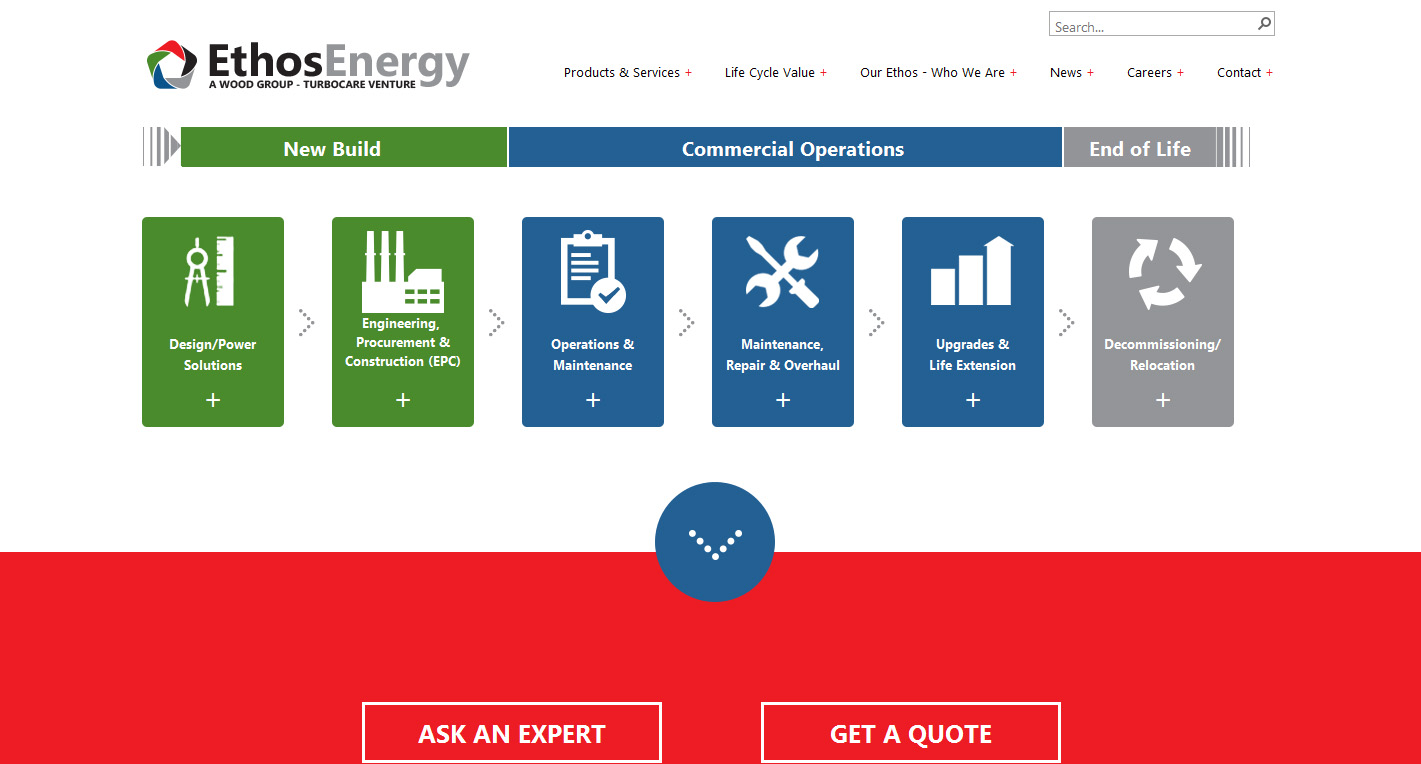 Search...
EthosEnergy
A WOOD GROUP - TURBOCARE VENTURE
Products & Services + Life Cycle Value + Our Ethos - Who We Are + News + Careers + Contact +
New Build Commercial Operations End of Life
Design/Power
Solutions
+
Engineering,
Procurement &
Construction (EPC)
+
Operations &
Maintenance
+
Maintenance,
Repair & Overhaul
+
Upgrades &
Life Extension
+
Decommissioning/
Relocation
+
ASK AN EXPERT GET A QUOTE